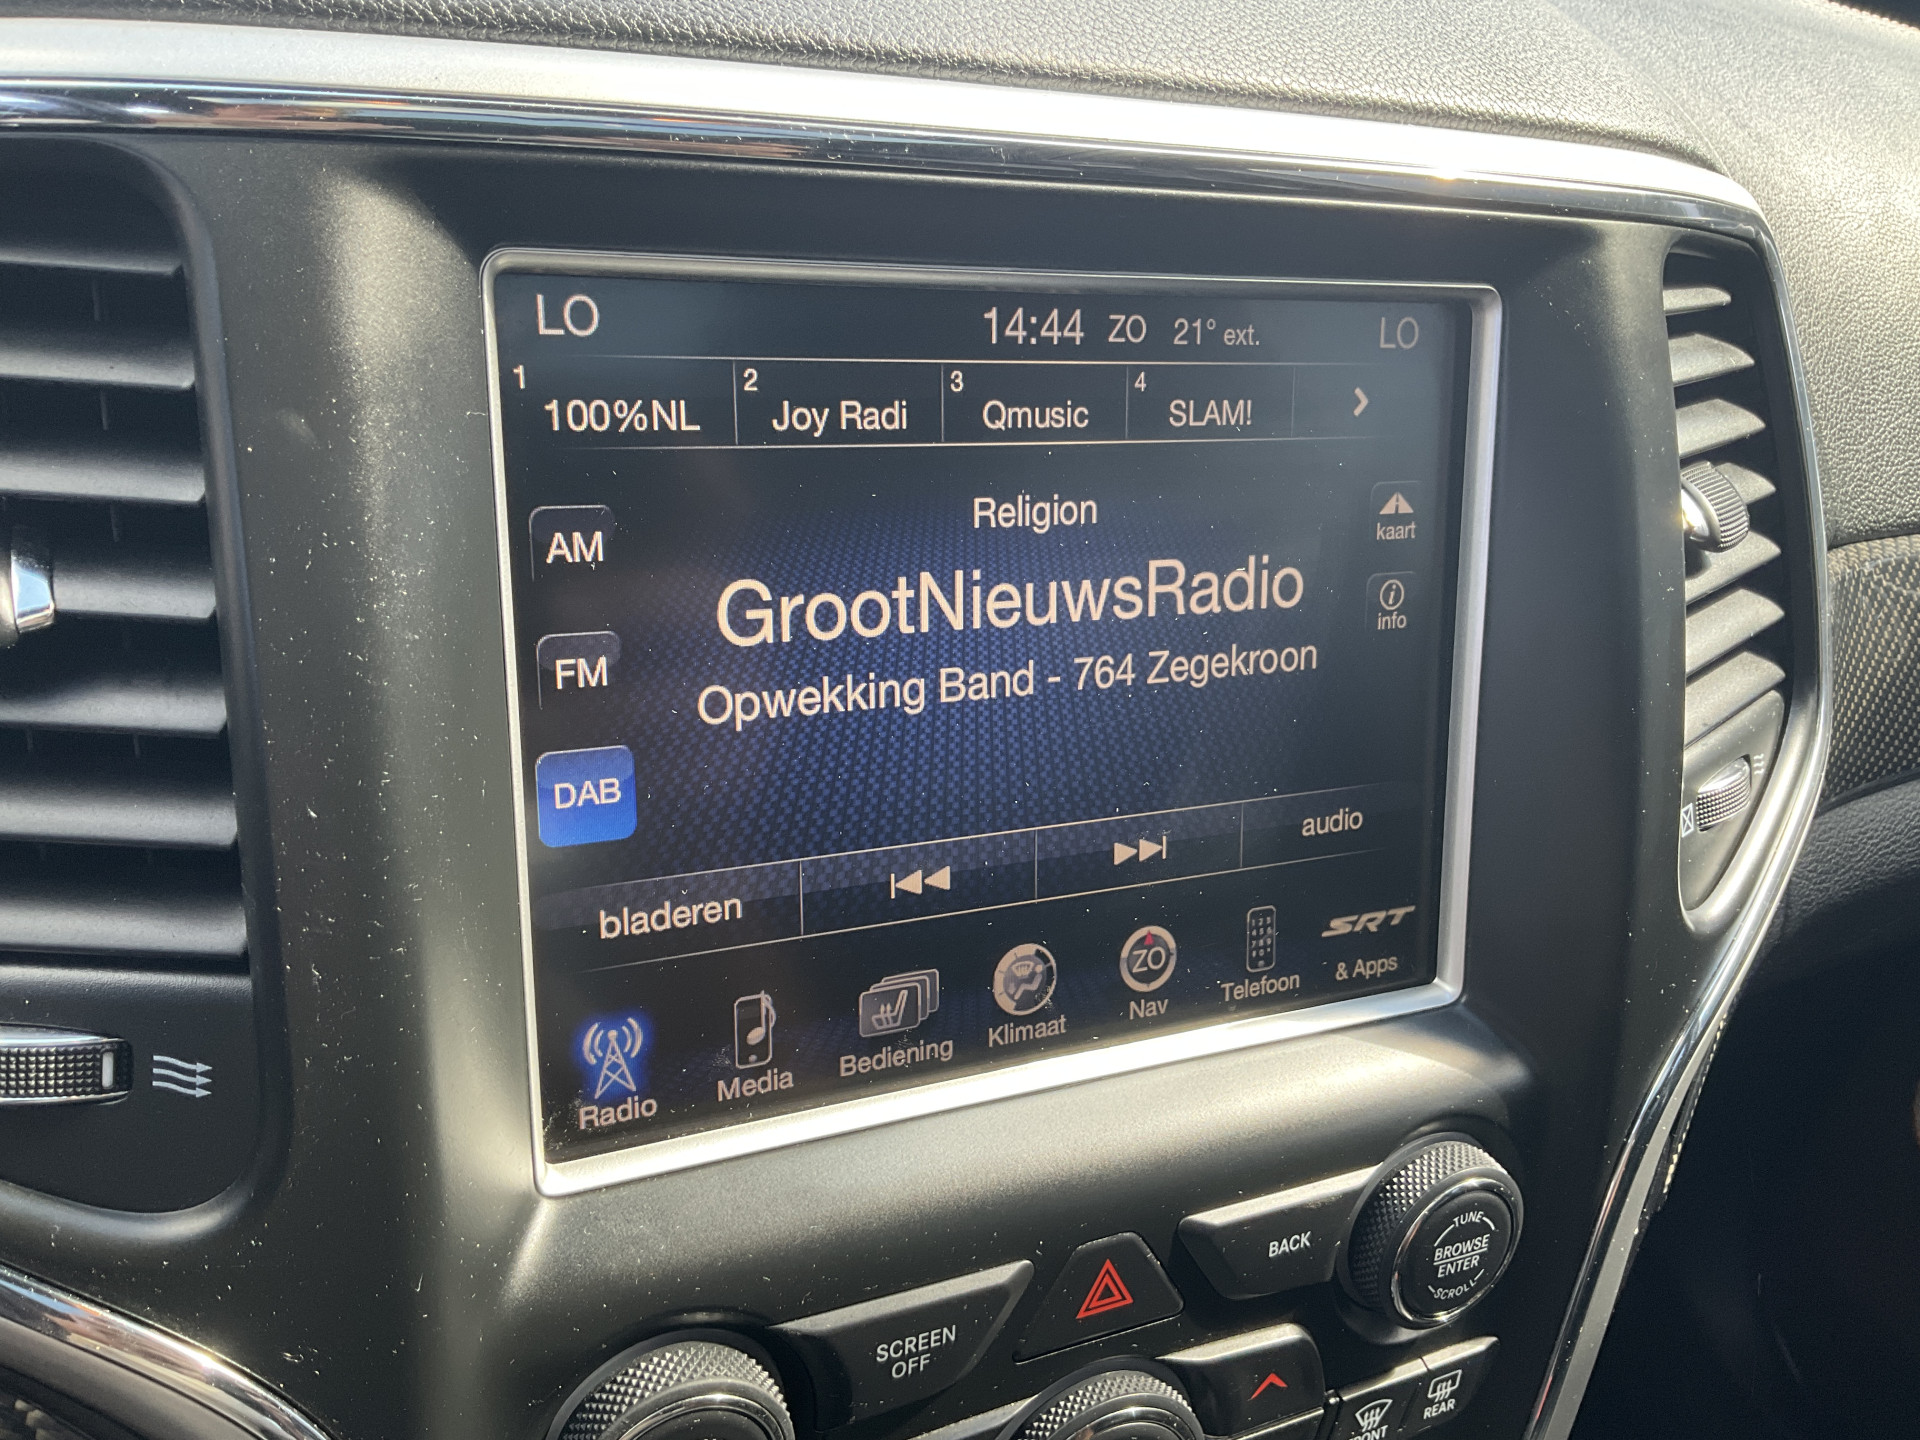 LO 14:44 ZO 21° ext. LO
1 100%NL 2 Joy Radi 3 Qmusic 4 SLAM! >
Religion
AM
GrootNieuwsRadio
kaart
info
FM
Opwekking Band - 764 Zegekroon
DAB
bladeren audio
Radio Media Bediening Klimaat Nav Telefoon & Apps
ZO
SRT
BACK
TUNE
BROWSE
ENTER
SCROLL
SCREEN
OFF
REAR